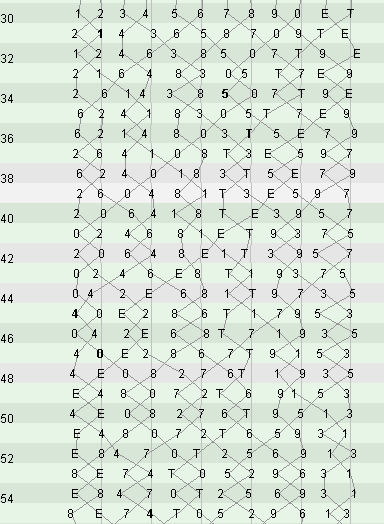 30 1 2 3 4 5 6 7 8 9 0 E T
2 1 4 3 6 5 8 7 0 9 T E
32 1 2 4 6 3 8 5 0 7 T 9 E
2 1 6 4 8 3 0 5 T 7 E 9
34 2 6 1 4 3 8 5 0 7 T 9 E
6 2 4 1 8 3 0 5 T 7 E 9
36 6 2 1 4 8 0 3 T 5 E 7 9
2 6 4 1 0 8 T 3 E 5 9 7
38 6 2 4 0 1 8 3 T 5 E 7 9
2 6 0 4 8 1 T 3 E 5 9 7
40 2 0 6 4 1 8 T E 3 9 5 7
0 2 4 6 8 1 E T 9 3 7 5
42 2 0 6 4 8 E 1 T 3 9 5 7
0 2 4 6 E 8 T 1 9 3 7 5
44 0 4 2 E 6 8 1 T 9 7 3 5
4 0 E 2 8 6 T 1 7 9 5 3
46 0 4 2 E 6 8 T 7 1 9 3 5
4 0 E 2 8 6 7 T 9 1 5 3
48 4 E 0 8 2 7 6 T 1 9 3 5
E 4 8 0 7 2 T 6 9 1 5 3
50 4 E 0 8 2 7 6 T 9 5 1 3
E 4 8 0 7 2 T 6 5 9 3 1
52 E 8 4 7 0 T 2 5 6 9 1 3
8 E 7 4 T 0 5 2 9 6 3 1
54 E 8 4 7 0 T 2 5 6 9 3 1
8 E 7 4 T 0 5 2 9 6 1 3